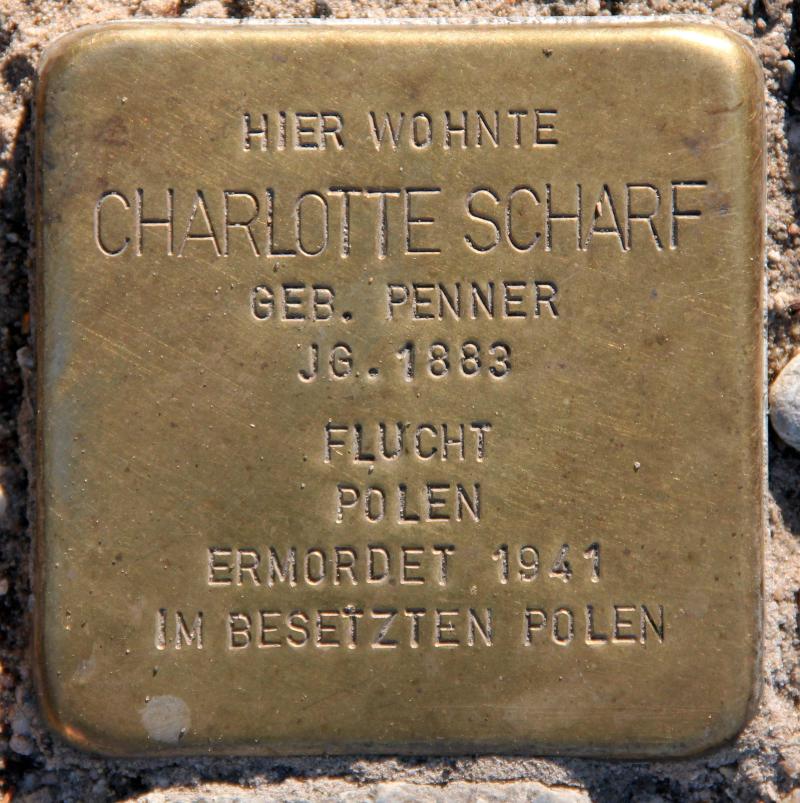 HIER WOHNTE
CHARLOTTE SCHARF
GEB. PENNER
JG. 1883
FLUCHT
POLEN
ERMORDET 1941
IM BESETZTEN POLEN